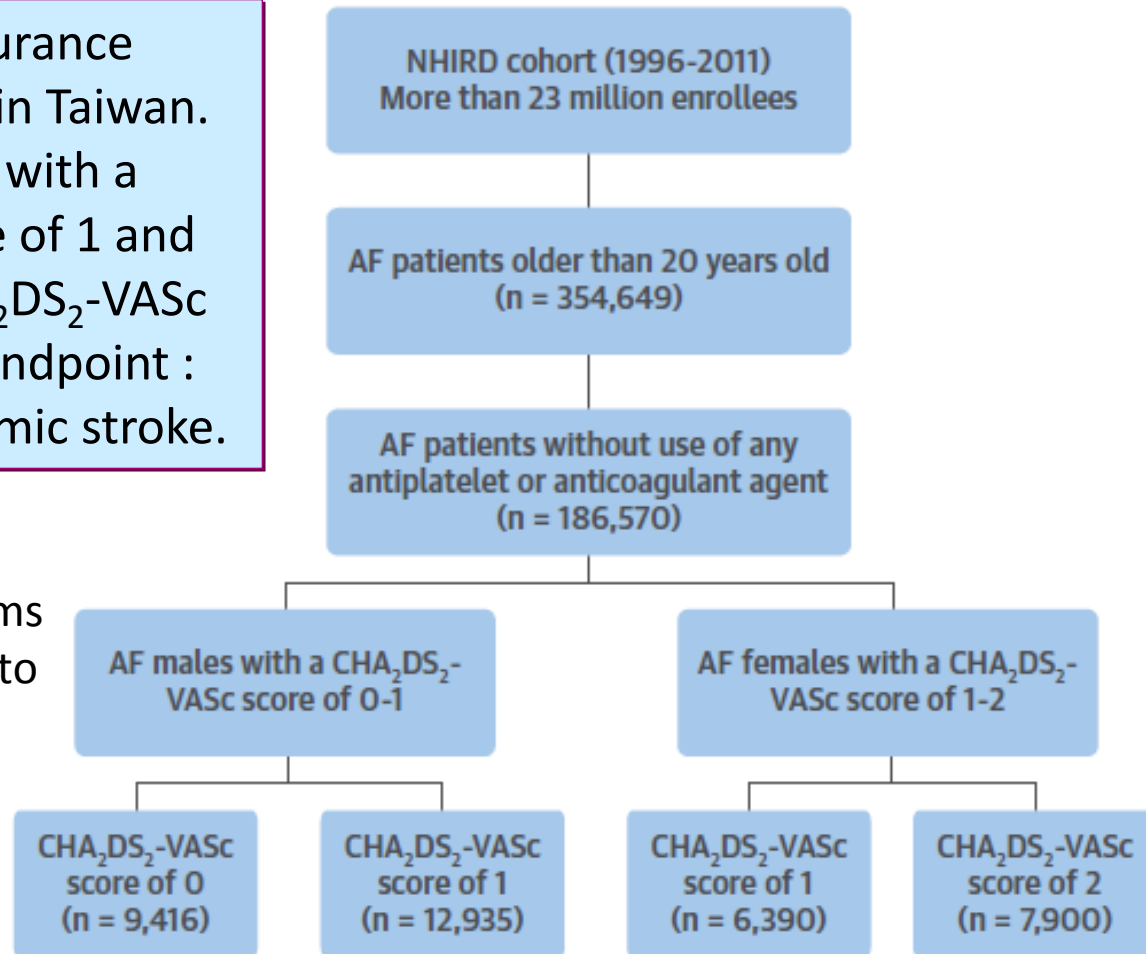 urance
in Taiwan.
with a
e of 1 and
₂DS₂-VASc
ndpoint :
mic stroke.
NHIRD cohort (1996-2011)
More than 23 million enrollees
AF patients older than 20 years old
(n = 354,649)
AF patients without use of any
antiplatelet or anticoagulant agent
(n = 186,570)
ms
to
AF males with a CHA₂DS₂-
VASc score of 0-1
AF females with a CHA₂DS₂-
VASc score of 1-2
CHA₂DS₂-VASc
score of 0
(n = 9,416)
CHA₂DS₂-VASc
score of 1
(n = 12,935)
CHA₂DS₂-VASc
score of 1
(n = 6,390)
CHA₂DS₂-VASc
score of 2
(n = 7,900)